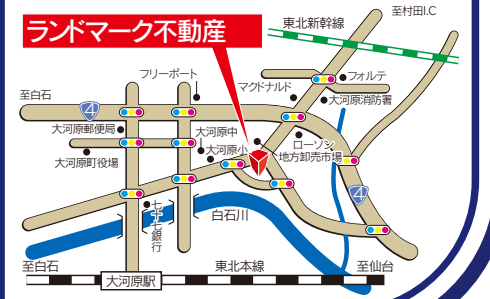 至村田I.C
ランドマーク不動産
東北新幹線
フリーポート
マクドナルド
フォルテ
至白石
大河原消防署
4
大河原郵便局
大河原中
ローソン
大河原町役場
大河原小
地方卸売市場
4
七十七銀行
白石川
至白石
東北本線
至仙台
大河原駅